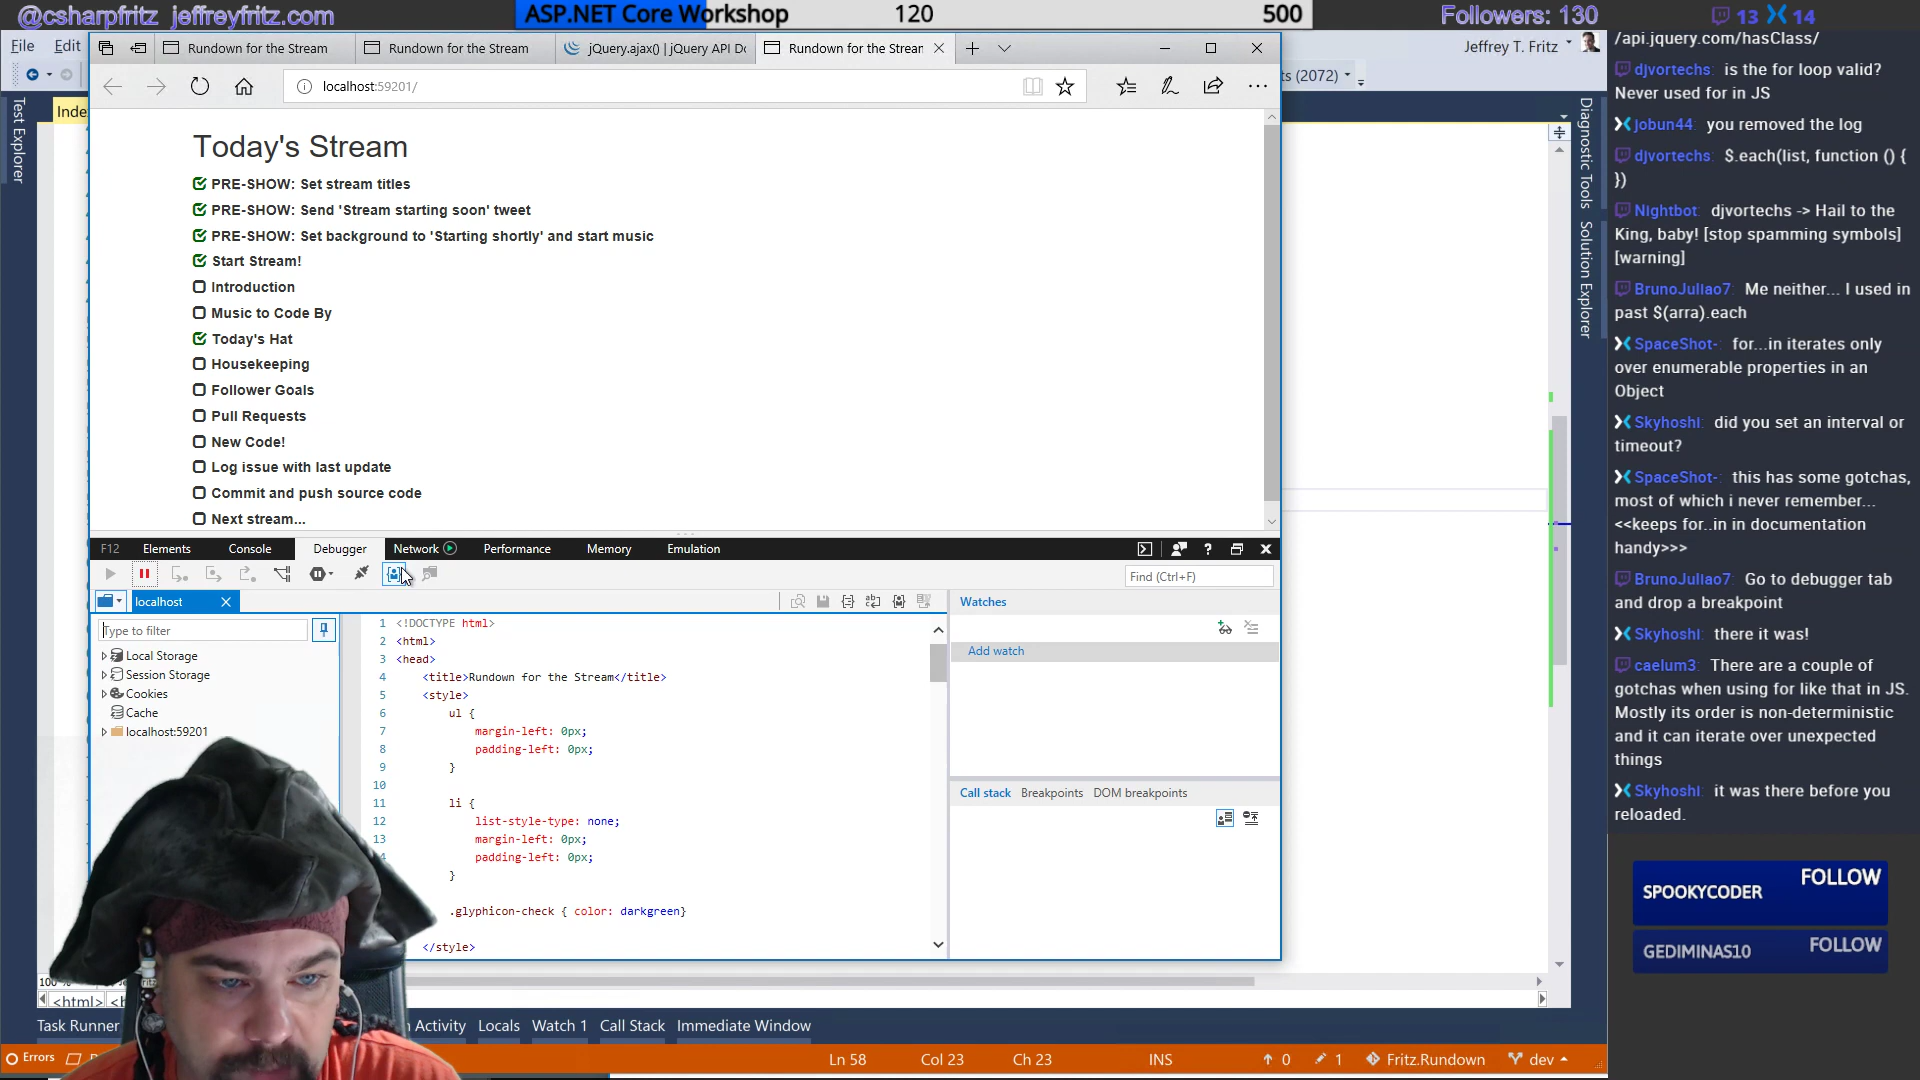 @csharpfritz jeffreyfritz.com
ASP.NET Core Workshop 120 500
Followers: 130
13 14
File Edit
Jeffrey T. Fritz
Rundown for the Stream
Rundown for the Stream
jQuery.ajax() | jQuery API Do
Rundown for the Strear
ts (2072)
localhost:59201/
Test Explorer
Inde
Diagnostic Tools
Solution Explorer
Today's Stream
PRE-SHOW: Set stream titles
PRE-SHOW: Send 'Stream starting soon' tweet
PRE-SHOW: Set background to 'Starting shortly' and start music
Start Stream!
Introduction
Music to Code By
Today's Hat
Housekeeping
Follower Goals
Pull Requests
New Code!
Log issue with last update
Commit and push source code
Next stream...
F12 Elements Console Debugger Network Performance Memory Emulation
Find (Ctrl+F)
localhost
Type to filter
Local Storage
Session Storage
Cookies
Cache
localhost:59201
1 <!DOCTYPE html>
2 <html>
3 <head>
4 <title>Rundown for the Stream</title>
5 <style>
6 ul {
7 margin-left: 0px;
8 padding-left: 0px;
9 }
10
11 li {
12 list-style-type: none;
13 margin-left: 0px;
4 padding-left: 0px;
}
.glyphicon-check { color: darkgreen}
</style>
Watches
Add watch
Call stack Breakpoints DOM breakpoints
/api.jquery.com/hasClass/
djvortechs: is the for loop valid?
Never used for in JS
jobun44: you removed the log
djvortechs: $.each(list, function () {
})
Nightbot: djvortechs -> Hail to the
King, baby! [stop spamming symbols]
[warning]
BrunoJuliao7: Me neither... I used in
past $(arra).each
SpaceShot-: for...in iterates only
over enumerable properties in an
Object
Skyhoshi: did you set an interval or
timeout?
SpaceShot-: this has some gotchas,
most of which i never remember...
<<keeps for..in in documentation
handy>>>
BrunoJuliao7: Go to debugger tab
and drop a breakpoint
Skyhoshi: there it was!
caelum3: There are a couple of
gotchas when using for like that in JS.
Mostly its order is non-deterministic
and it can iterate over unexpected
things
Skyhoshi: it was there before you
reloaded.
SPOOKYCODER FOLLOW
GEDIMINAS10 FOLLOW
100 %
<html> <b
Task Runner Activity Locals Watch 1 Call Stack Immediate Window
Errors Ln 58 Col 23 Ch 23 INS 0 1 Fritz.Rundown dev